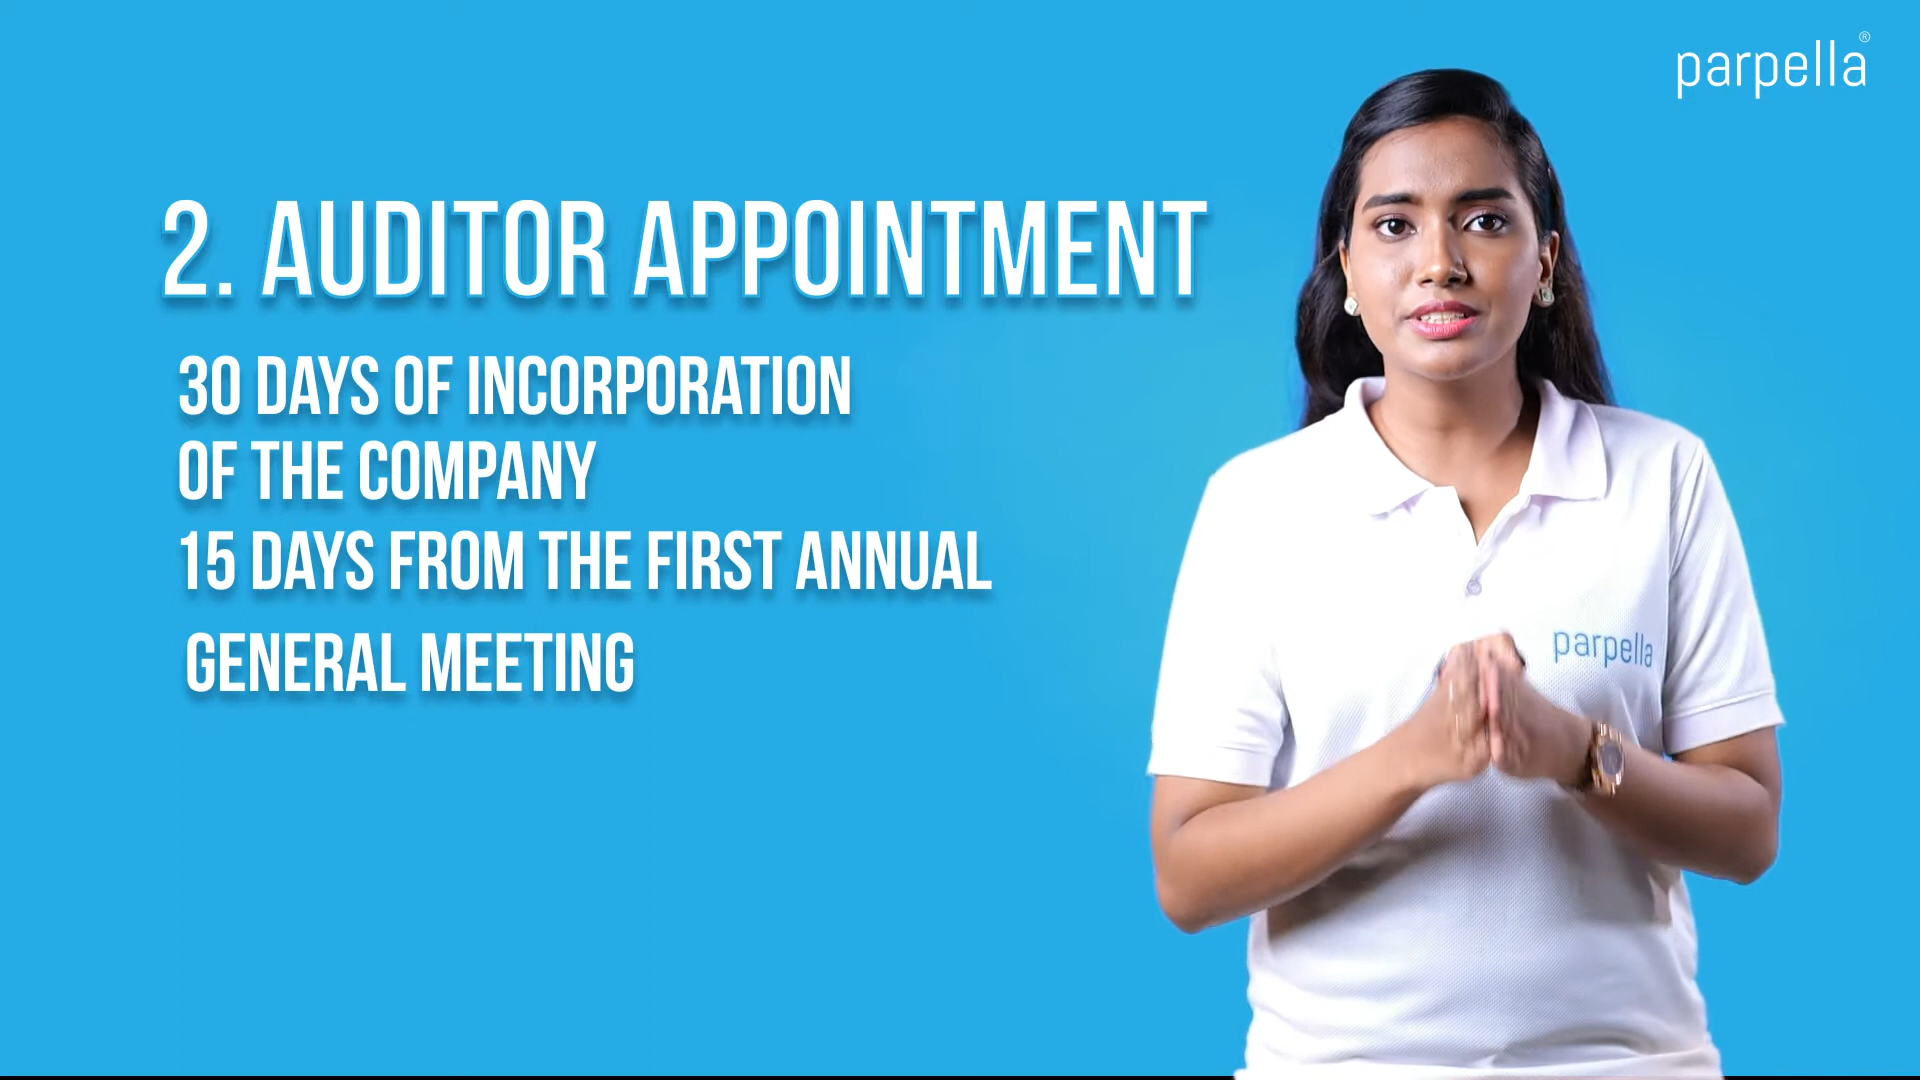 parpella®
2. AUDITOR APPOINTMENT
30 DAYS OF INCORPORATION
OF THE COMPANY
15 DAYS FROM THE FIRST ANNUAL
GENERAL MEETING
parpella